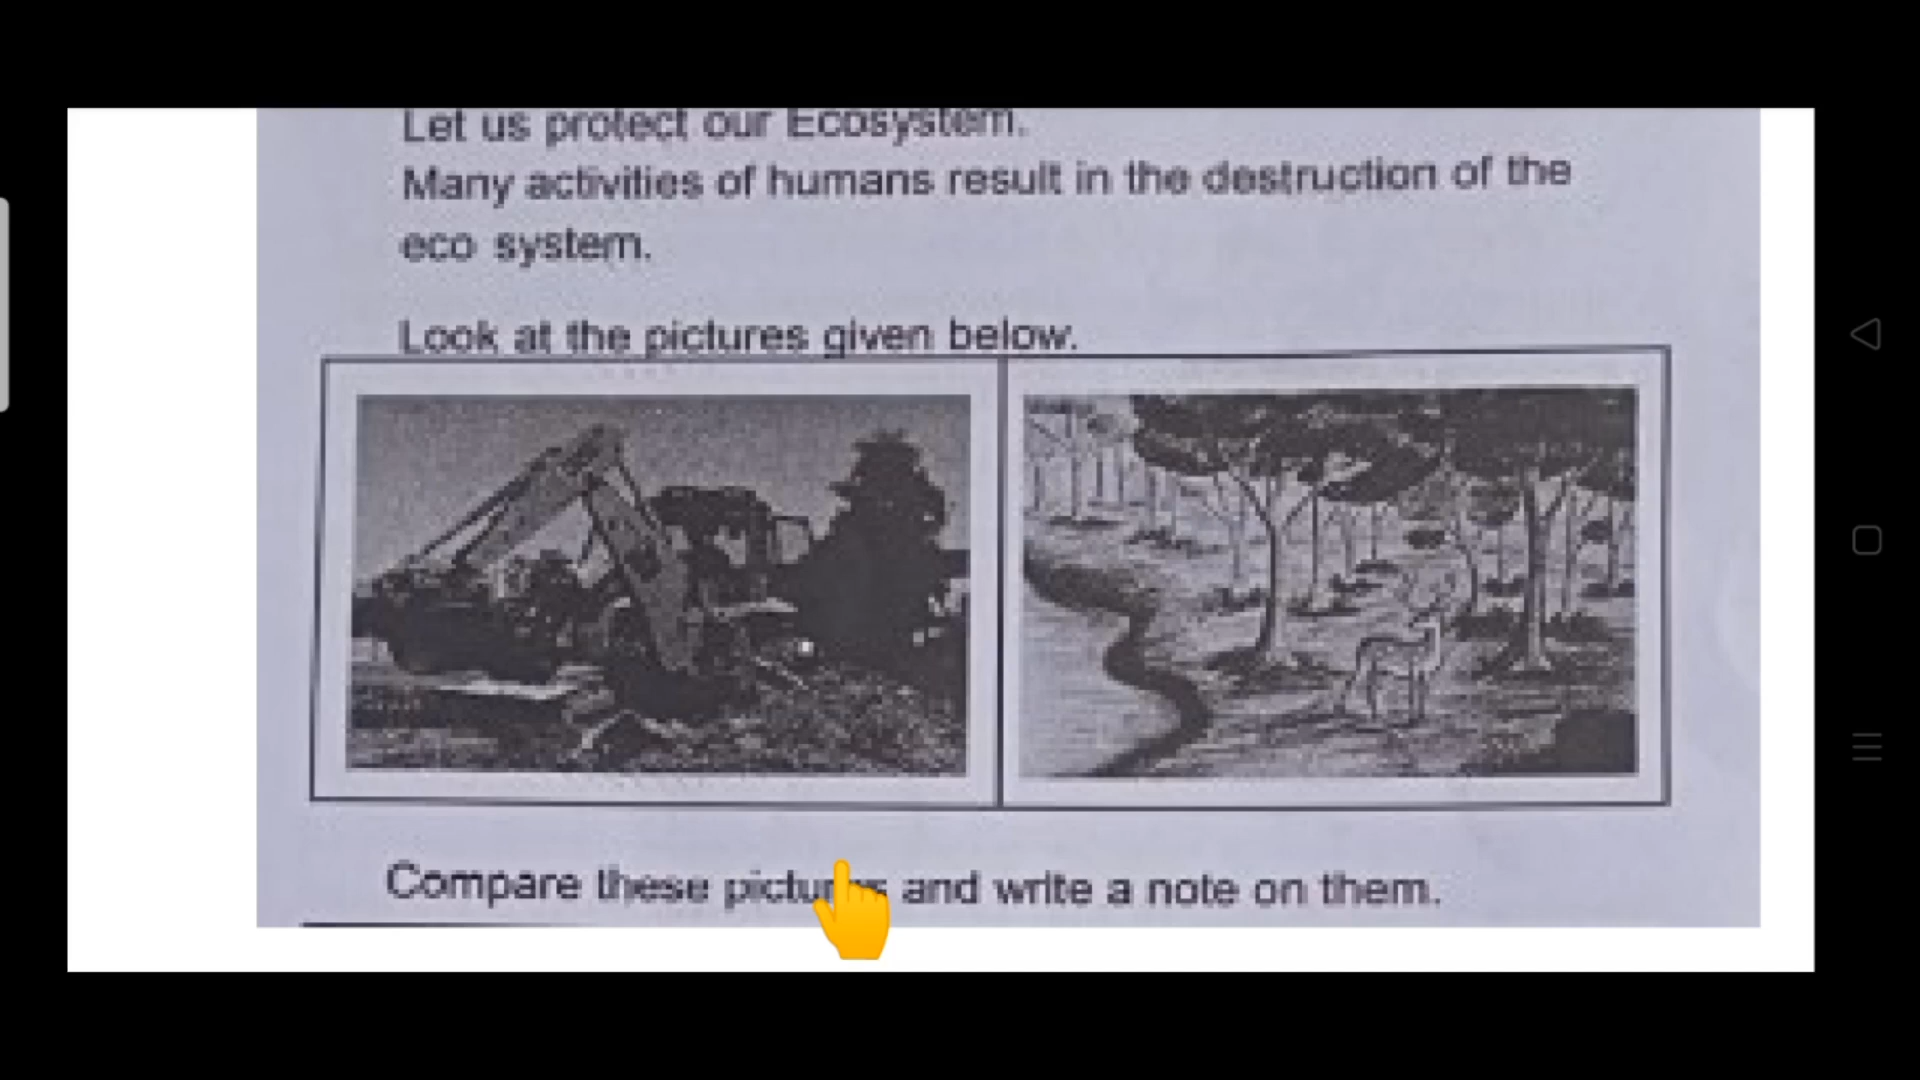 Let us protect our Ecosystem.
Many activities of humans result in the destruction of the
eco system.
Look at the pictures given below.
Compare these pictures and write a note on them.